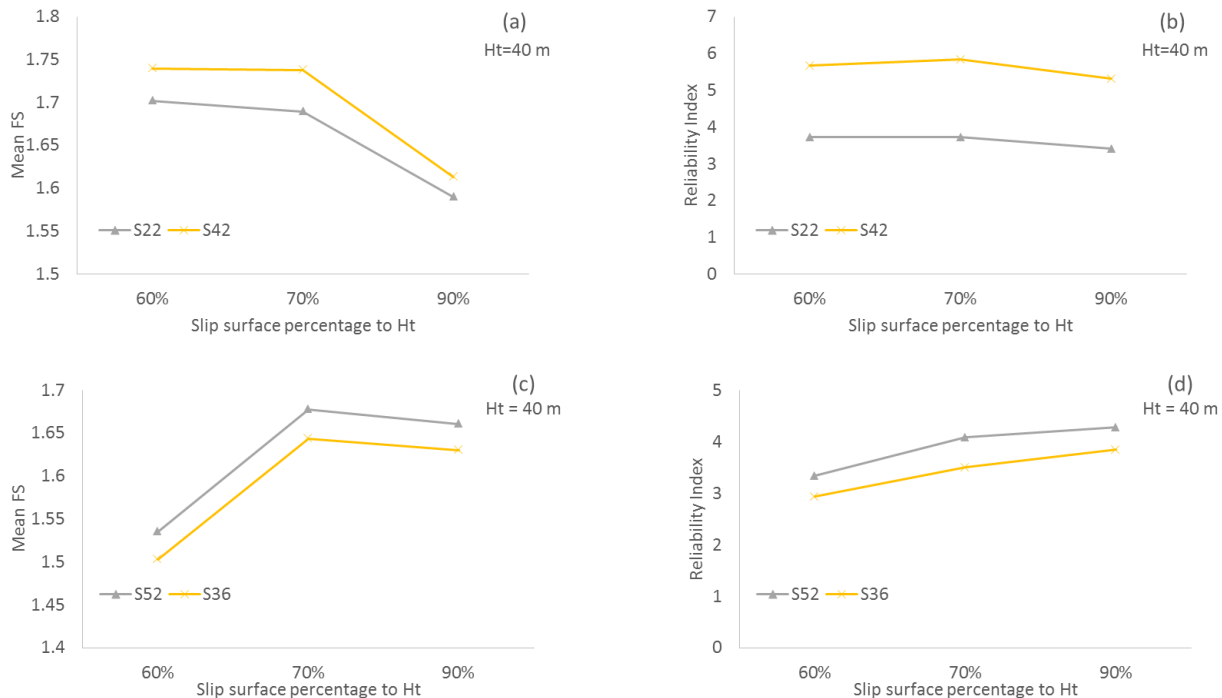 (a)
Ht=40 m
Mean FS
1.8
1.75
1.7
1.65
1.6
1.55
1.5
S22 S42
60% 70% 90%
Slip surface percentage to Ht
(b)
Ht=40 m
Reliability Index
7
6
5
4
3
2
1
0
S22 S42
60% 70% 90%
Slip surface percentage to Ht
(c)
Ht = 40 m
Mean FS
1.7
1.65
1.6
1.55
1.5
1.45
1.4
S52 S36
60% 70% 90%
Slip surface percentage to Ht
(d)
Ht = 40 m
Reliability Index
5
4
3
2
1
0
S52 S36
60% 70% 90%
Slip surface percentage to Ht